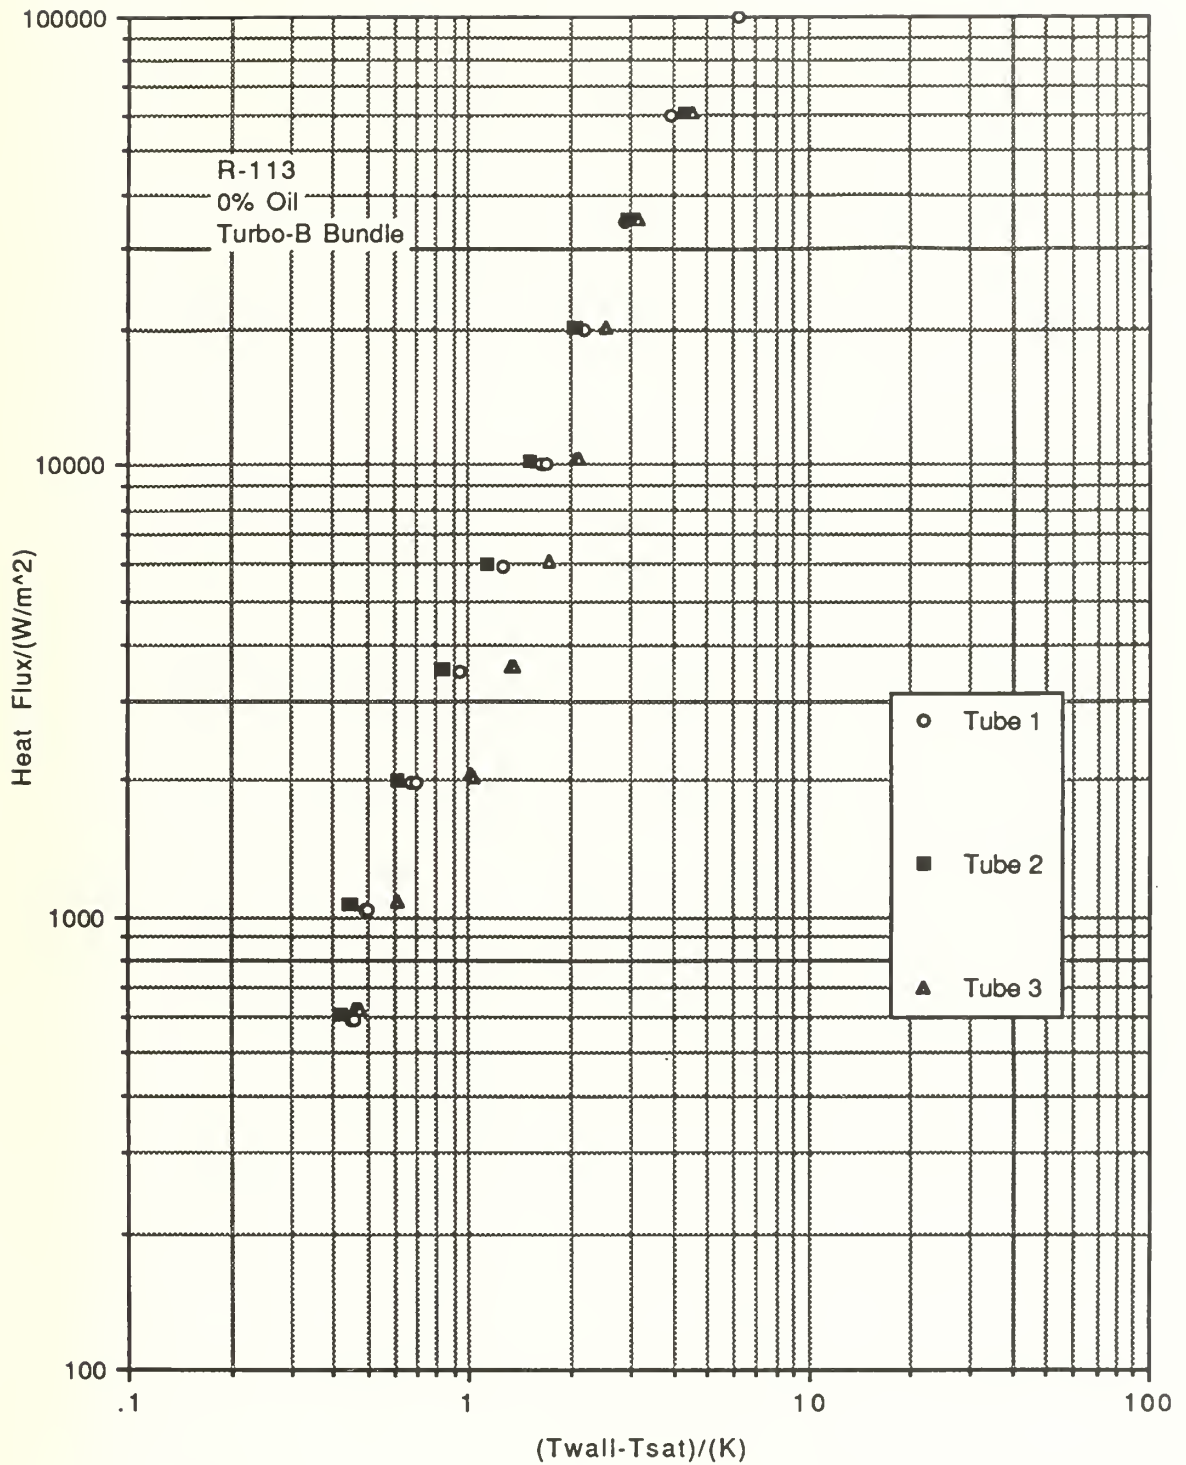 100000
R-113
0% Oil
Turbo-B Bundle
10000
Heat Flux/(W/m^2)
Tube 1
Tube 2
1000
Tube 3
100
.1
1
10
100
(Twall-Tsat)/(K)